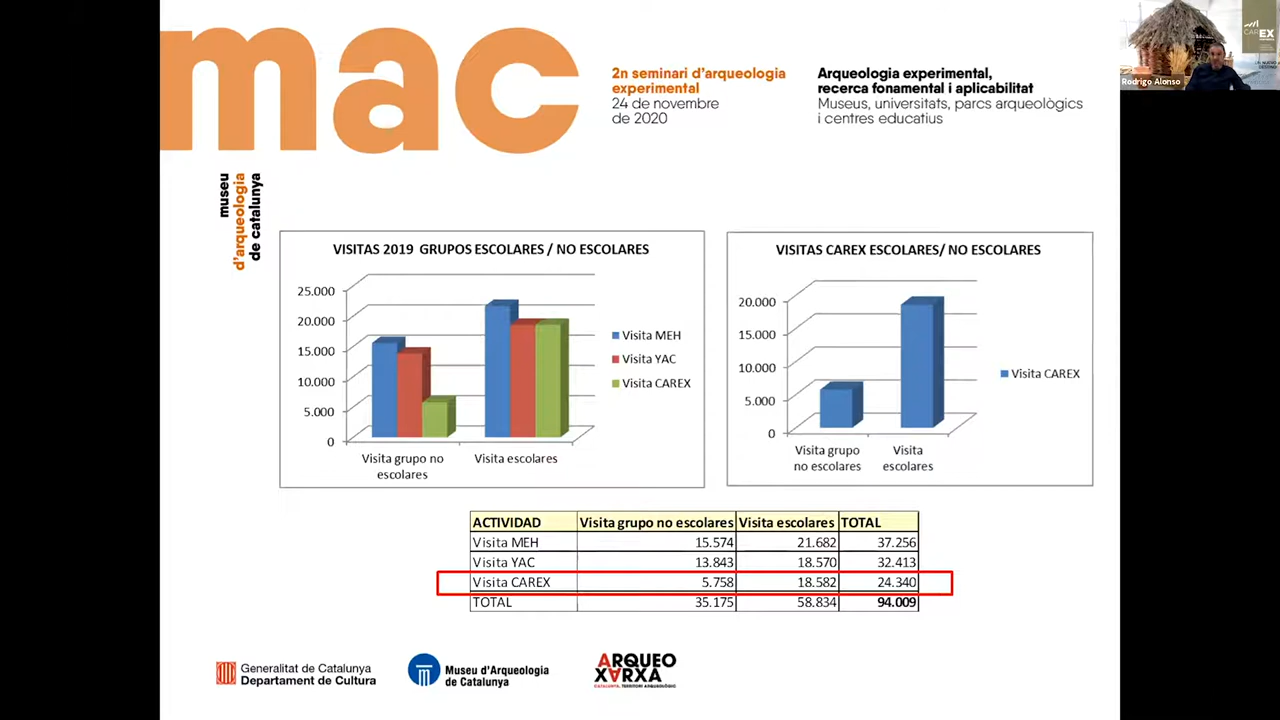 mac
museu
d'arqueologia
de catalunya
2n seminari d'arqueologia
experimental
24 de novembre
de 2020
Arqueologia experimental,
recerca fonamental i aplicabilitat
Museus, universitats, parcs arqueològics
i centres educatius
Rodrigo Alonso
CAREX
VISITAS 2019 GRUPOS ESCOLARES / NO ESCOLARES
25.000
20.000
15.000
10.000
5.000
0
Visita grupo no
escolares
Visita escolares
Visita MEH
Visita YAC
Visita CAREX
VISITAS CAREX ESCOLARES/ NO ESCOLARES
20.000
15.000
10.000
5.000
0
Visita grupo
no escolares
Visita
escolares
Visita CAREX
ACTIVIDAD Visita grupo no escolares Visita escolares TOTAL
Visita MEH 15.574 21.682 37.256
Visita YAC 13.843 18.570 32.413
Visita CAREX 5.758 18.582 24.340
TOTAL 35.175 58.834 94.009
Generalitat de Catalunya
Departament de Cultura
Museu d'Arqueologia
de Catalunya
ARQUEO
XARXA
CATALUNYA, TERRITORI ARQUEOLÒGIC